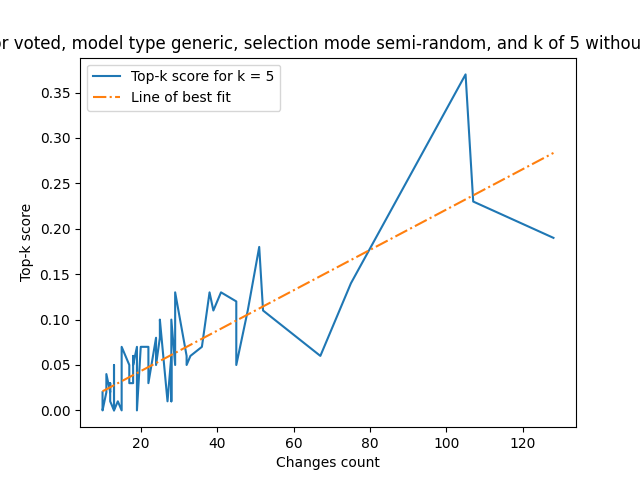 r voted, model type generic, selection mode semi-random, and k of 5 withou
Top-k score for k = 5
Line of best fit
0.35
0.30
0.25
0.20
0.15
0.10
0.05
0.00
Top-k score
20 40 60 80 100 120
Changes count